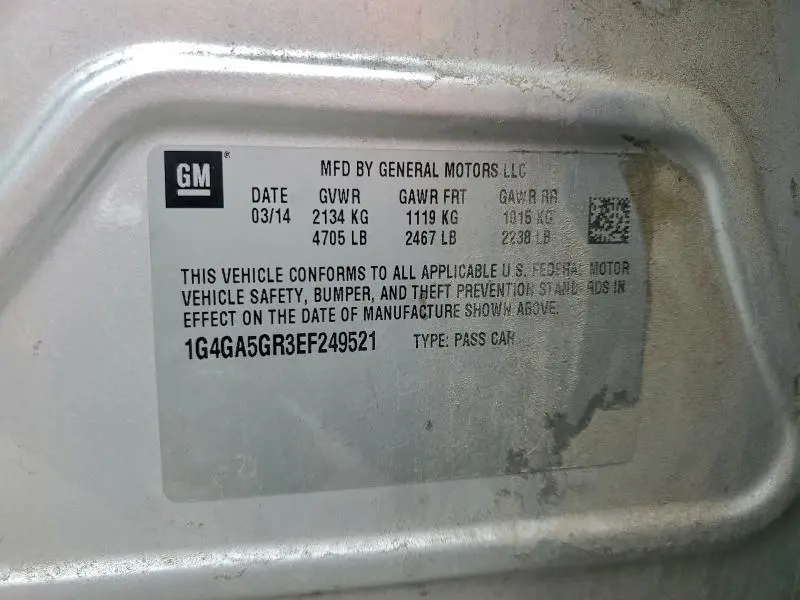 GM® MFD BY GENERAL MOTORS LLC
DATE GVWR GAWR FRT GAWR RR
03/14 2134 KG 1119 KG 1015 KG
4705 LB 2467 LB 2238 LB
THIS VEHICLE CONFORMS TO ALL APPLICABLE U.S. FEDERAL MOTOR
VEHICLE SAFETY, BUMPER, AND THEFT PREVENTION STANDARDS IN
EFFECT ON THE DATE OF MANUFACTURE SHOWN ABOVE.
1G4GA5GR3EF249521 TYPE: PASS CAR